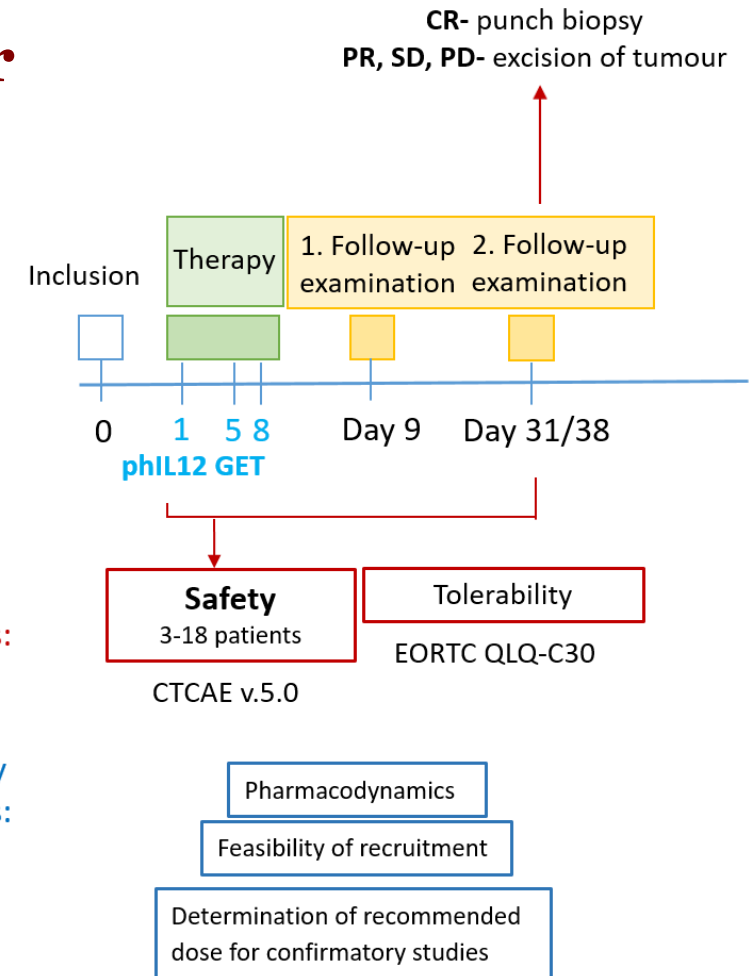 CR- punch biopsy
PR, SD, PD- excision of tumour
r
Therapy
1. Follow-up examination
2. Follow-up examination
Inclusion
0
1
5
8
Day 9
Day 31/38
phIL12 GET
Safety
3-18 patients
Tolerability
s:
EORTC QLQ-C30
CTCAE v.5.0
y
s:
Pharmacodynamics
Feasibility of recruitment
Determination of recommended
dose for confirmatory studies